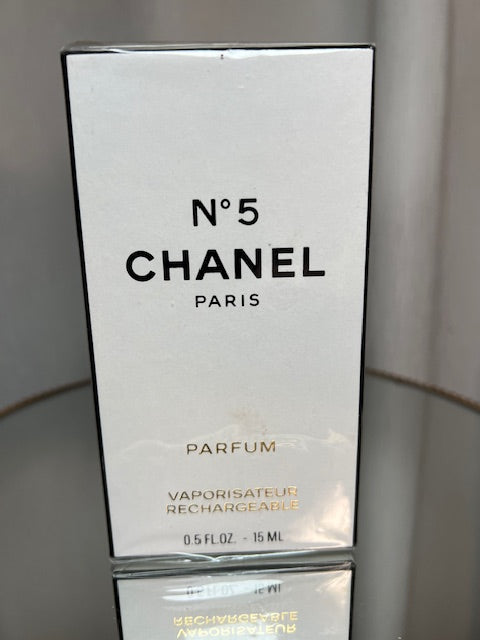 N°5
CHANEL
PARIS
PARFUM
VAPORISATEUR
RECHARGEABLE
0.5 FL.OZ. - 15 ML